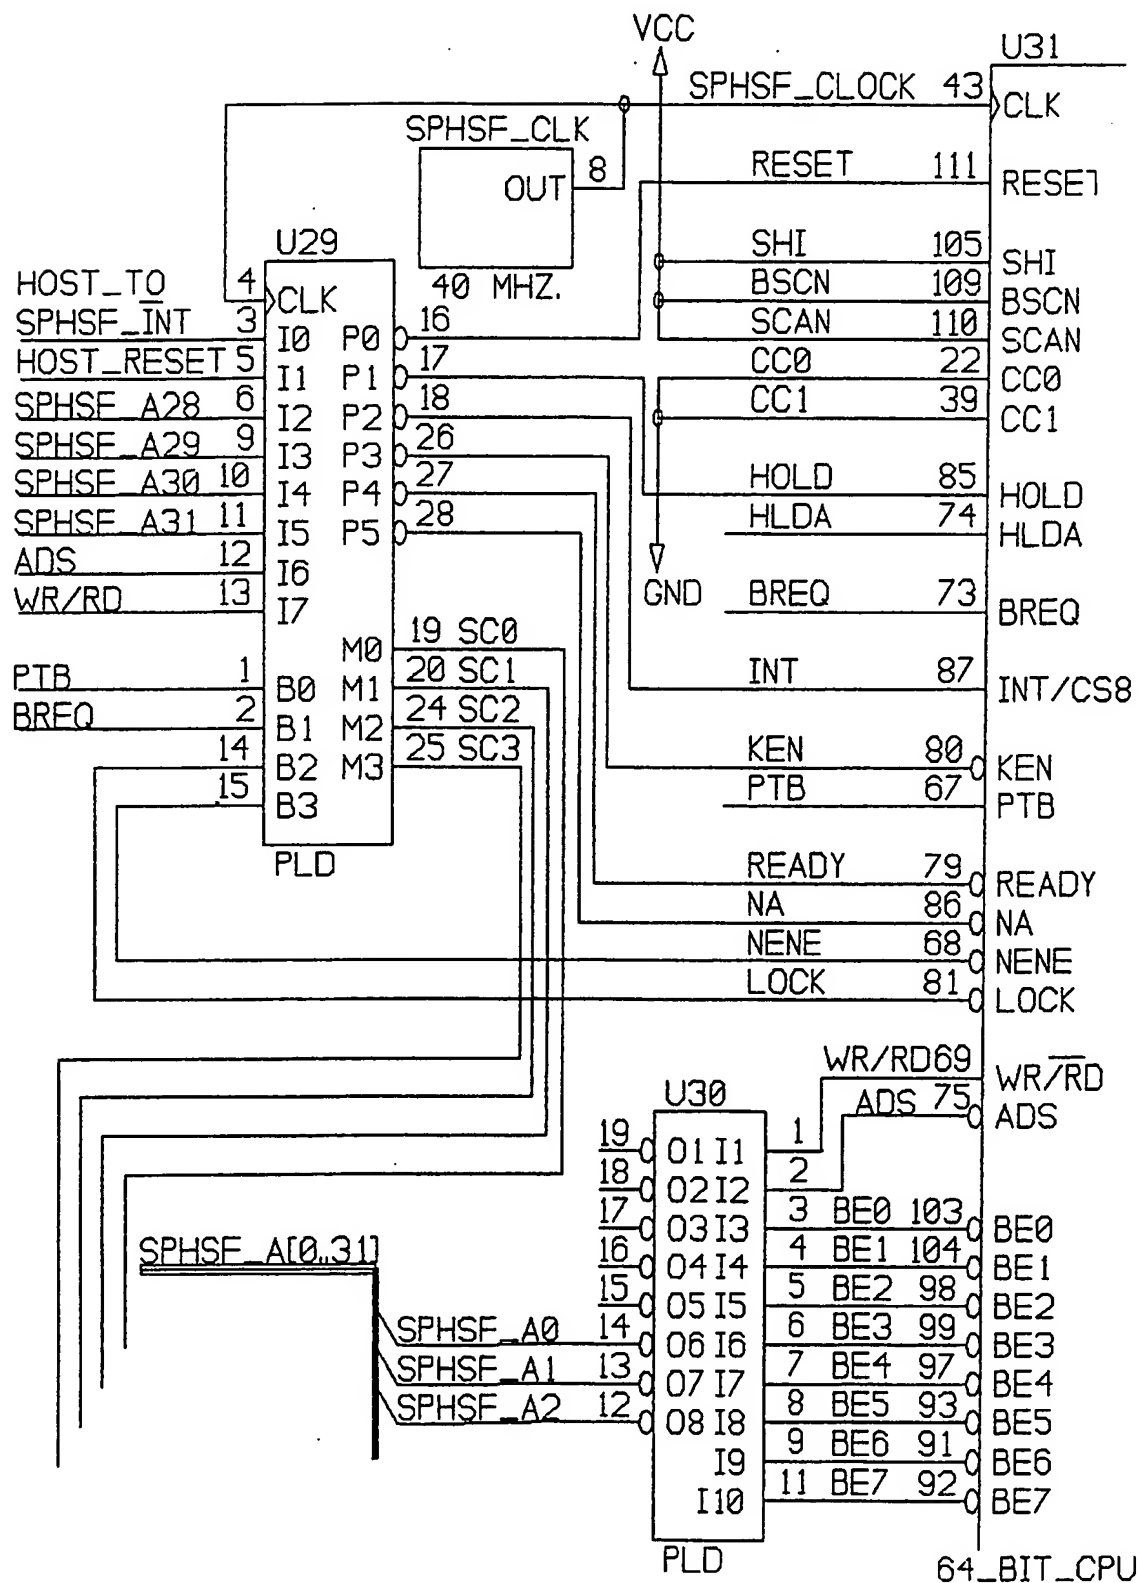 VCC
U31
SPHSF_CLOCK 43 CLK
SPHSF_CLK
OUT 8
40 MHZ.
RESET 111 RESET
U29
SHI 105 SHI
BSCN 109 BSCN
SCAN 110 SCAN
CC0 22 CC0
CC1 39 CC1
HOST_TO
SPHSF_INT 3 I0
4 CLK
HOST_RESET 5 I1
SPHSF_A28 6 I2
SPHSF_A29 9 I3
SPHSF_A30 10 I4
SPHSF_A31 11 I5
ADS 12 I6
WR/RD 13 I7
PTB 1 B0
BREQ 2 B1
14 B2
15 B3
P0 16
P1 17
P2 18
P3 26
P4 27
P5 28
M0 19 SC0
M1 20 SC1
M2 24 SC2
M3 25 SC3
PLD
HOLD 85 HOLD
HLDA 74 HLDA
GND
BREQ 73 BREQ
INT 87 INT/CS8
KEN 80 KEN
PTB 67 PTB
READY 79 READY
NA 86 NA
NENE 68 NENE
LOCK 81 LOCK
WR/RD 69 WR/RD
ADS 75 ADS
U30
19 O1 I1 1
18 O2 I2 2
17 O3 I3 3 BE0 103 BE0
16 O4 I4 4 BE1 104 BE1
15 O5 I5 5 BE2 98 BE2
SPHSF_A[0..31]
SPHSF_A0 14 O6 I6 6 BE3 99 BE3
SPHSF_A1 13 O7 I7 7 BE4 97 BE4
SPHSF_A2 12 O8 I8 8 BE5 93 BE5
I9 9 BE6 91 BE6
I10 11 BE7 92 BE7
PLD
64_BIT_CPU